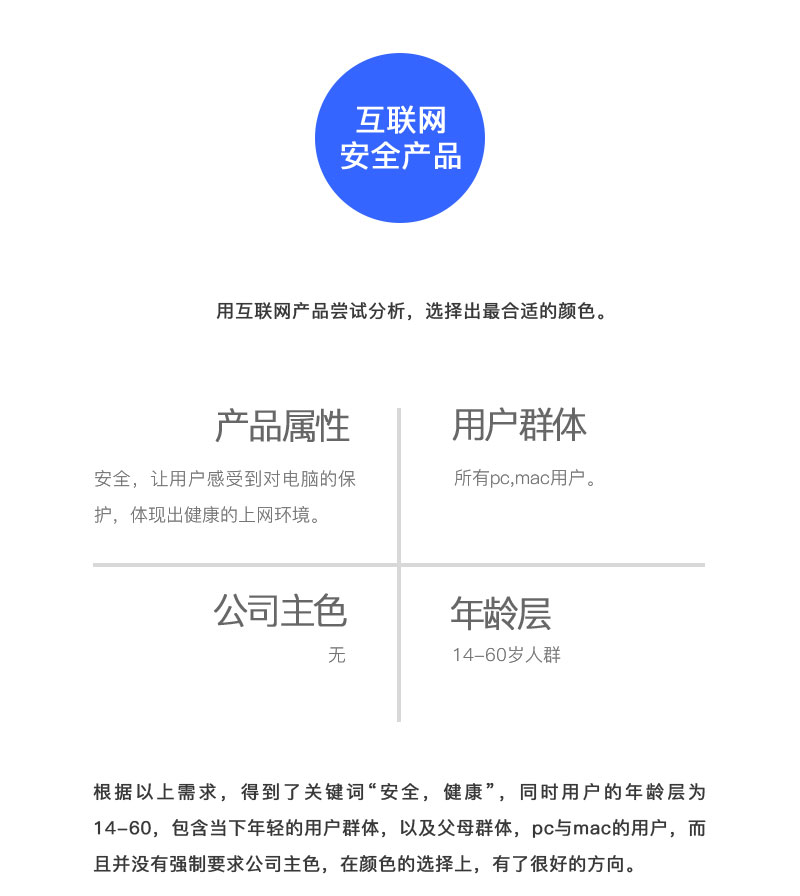 互联网
安全产品
用互联网产品尝试分析，选择出最合适的颜色。
产品属性
安全，让用户感受到对电脑的保
护，体现出健康的上网环境。
用户群体
所有pc,mac用户。
公司主色
无
年龄层
14-60岁人群
根据以上需求，得到了关键词“安全，健康”，同时用户的年龄层为
14-60，包含当下年轻的用户群体，以及父母群体，pc与mac的用户，而
且并没有强制要求公司主色，在颜色的选择上，有了很好的方向。